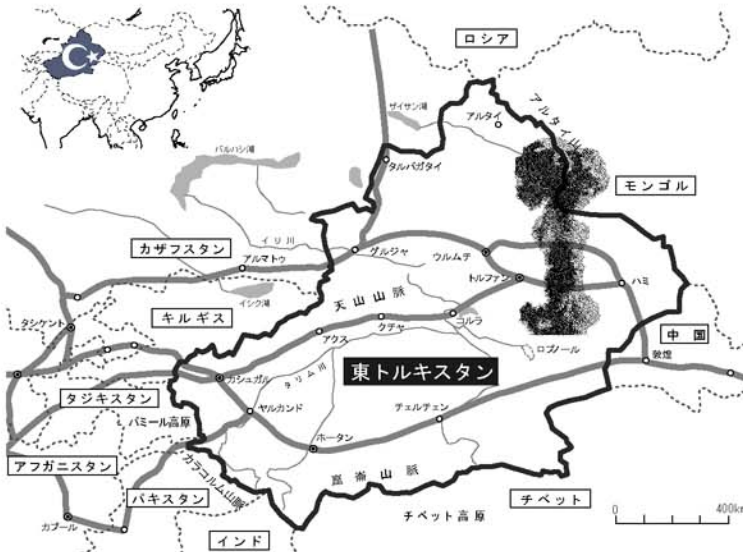 ロシア
ザイサン湖
アルタイ
アルタイ山
バルハシ湖
タルバガタイ
モンゴル
カザフスタン
イリ川
グルジャ
ウルムチ
アルマトゥ
トルファン
ハミ
イシク湖
天山山脈
キルギス
タシケント
クチャ
コルラ
中国
アクス
ロプノール
敦煌
東トルキスタン
カシュガル
タリム川
タジキスタン
ヤルカンド
チェルチェン
パミール高原
ホータン
アフガニスタン
カラコルム山脈
崑崙山脈
パキスタン
チベット
カブール
チベット高原
インド
0
400km